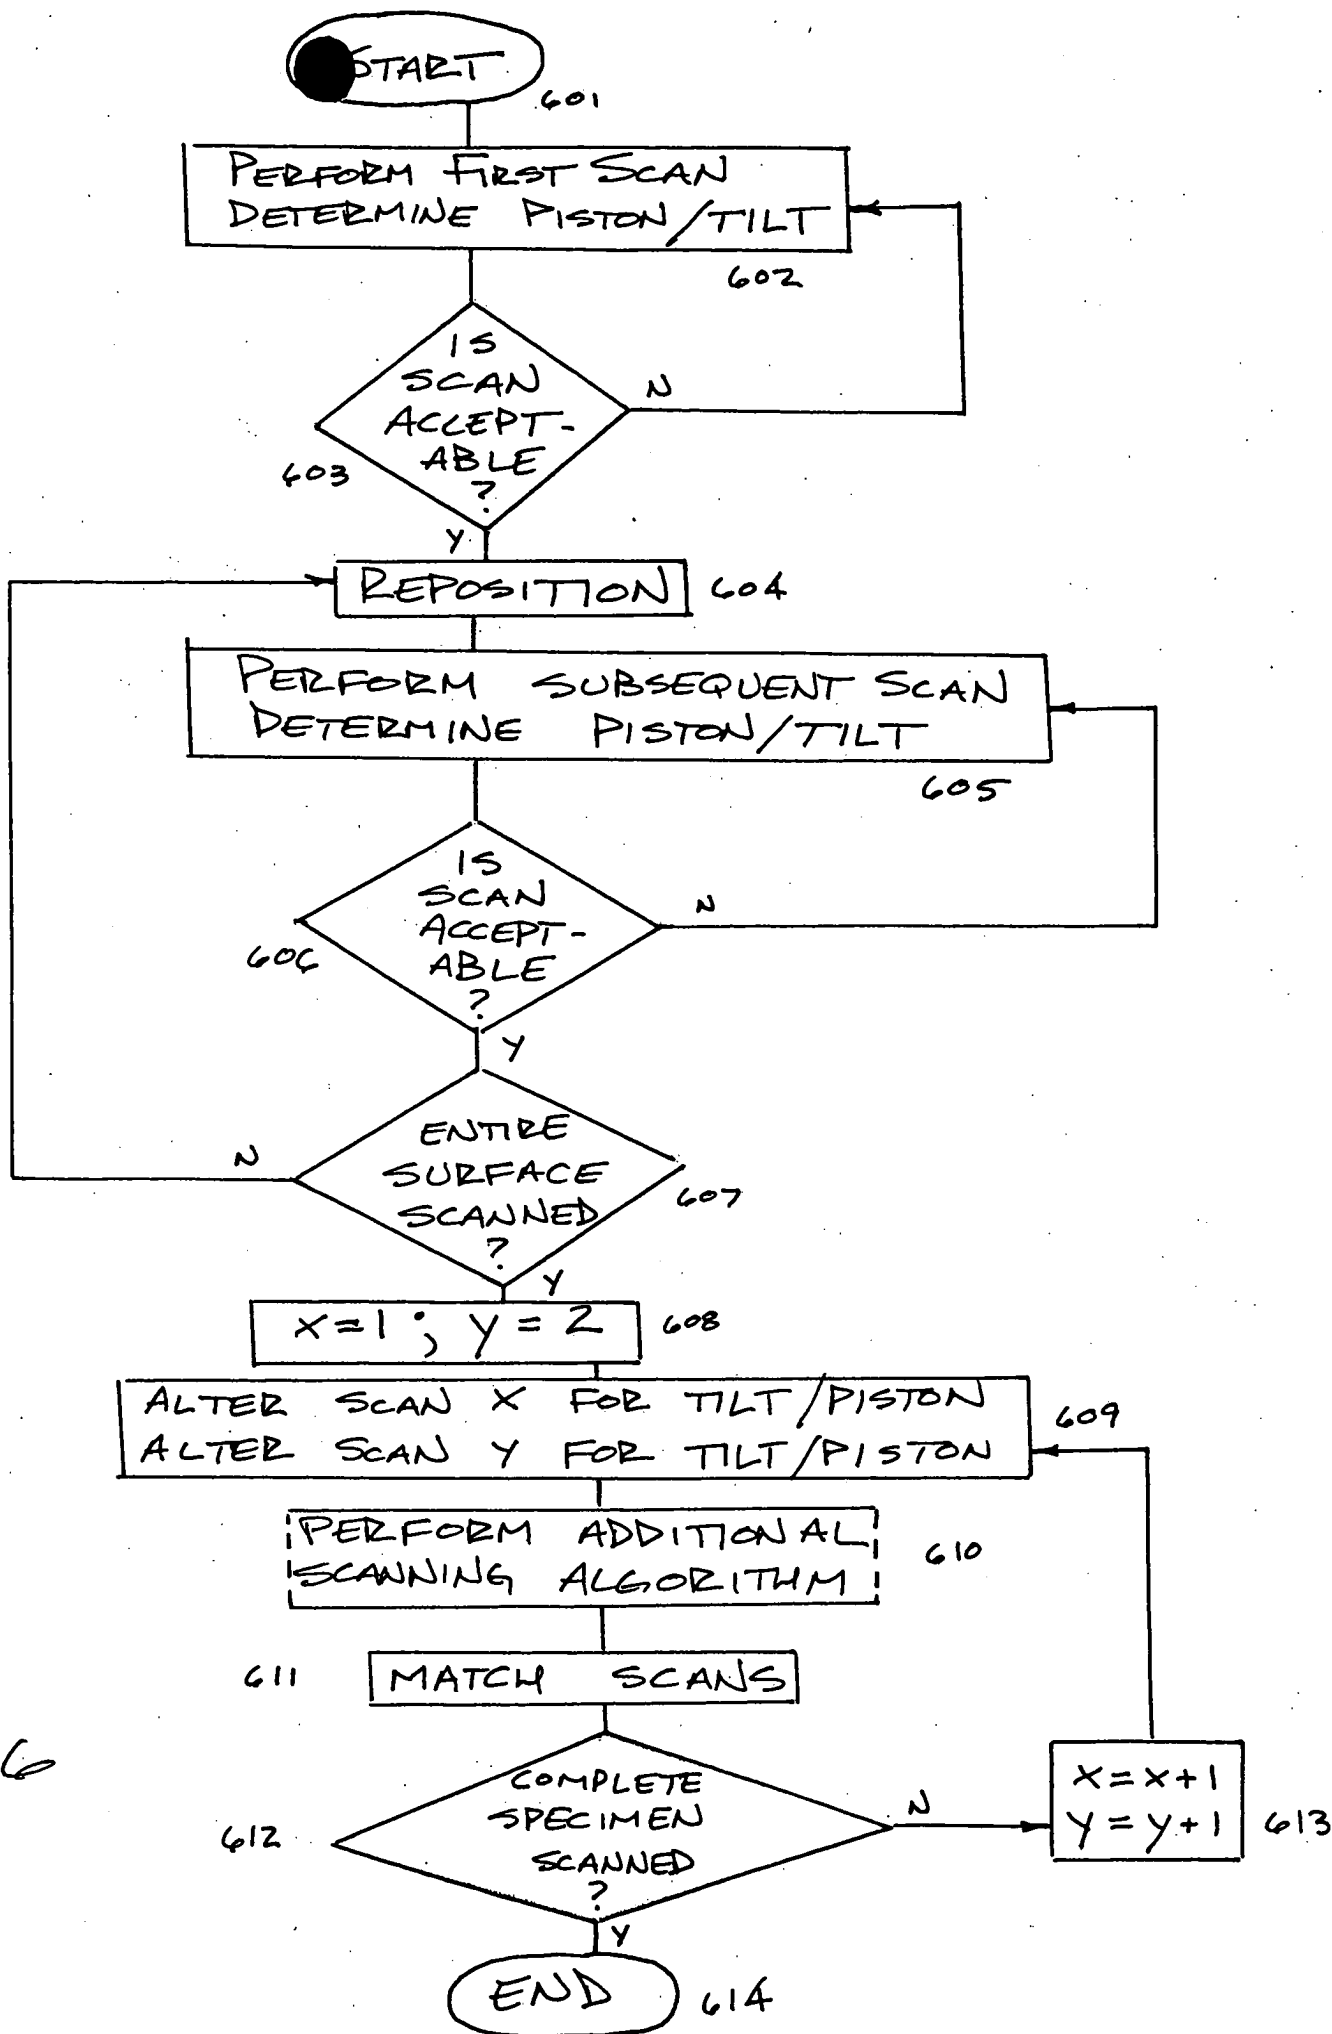 START
601
PERFORM FIRST SCAN
DETERMINE PISTON/TILT
602
IS
SCAN
ACCEPT-
ABLE
?
N
603
Y
REPOSITION
604
PERFORM SUBSEQUENT SCAN
DETERMINE PISTON/TILT
605
IS
SCAN
ACCEPT-
ABLE
?
N
606
Y
ENTIRE
SURFACE
SCANNED
?
N
607
Y
X=1; Y=2
608
ALTER SCAN X FOR TILT/PISTON
ALTER SCAN Y FOR TILT/PISTON
609
PERFORM ADDITIONAL
SCANNING ALGORITHM
610
611
MATCH SCANS
6
COMPLETE
SPECIMEN
SCANNED
?
612
N
X=X+1
Y=Y+1
613
Y
END
614